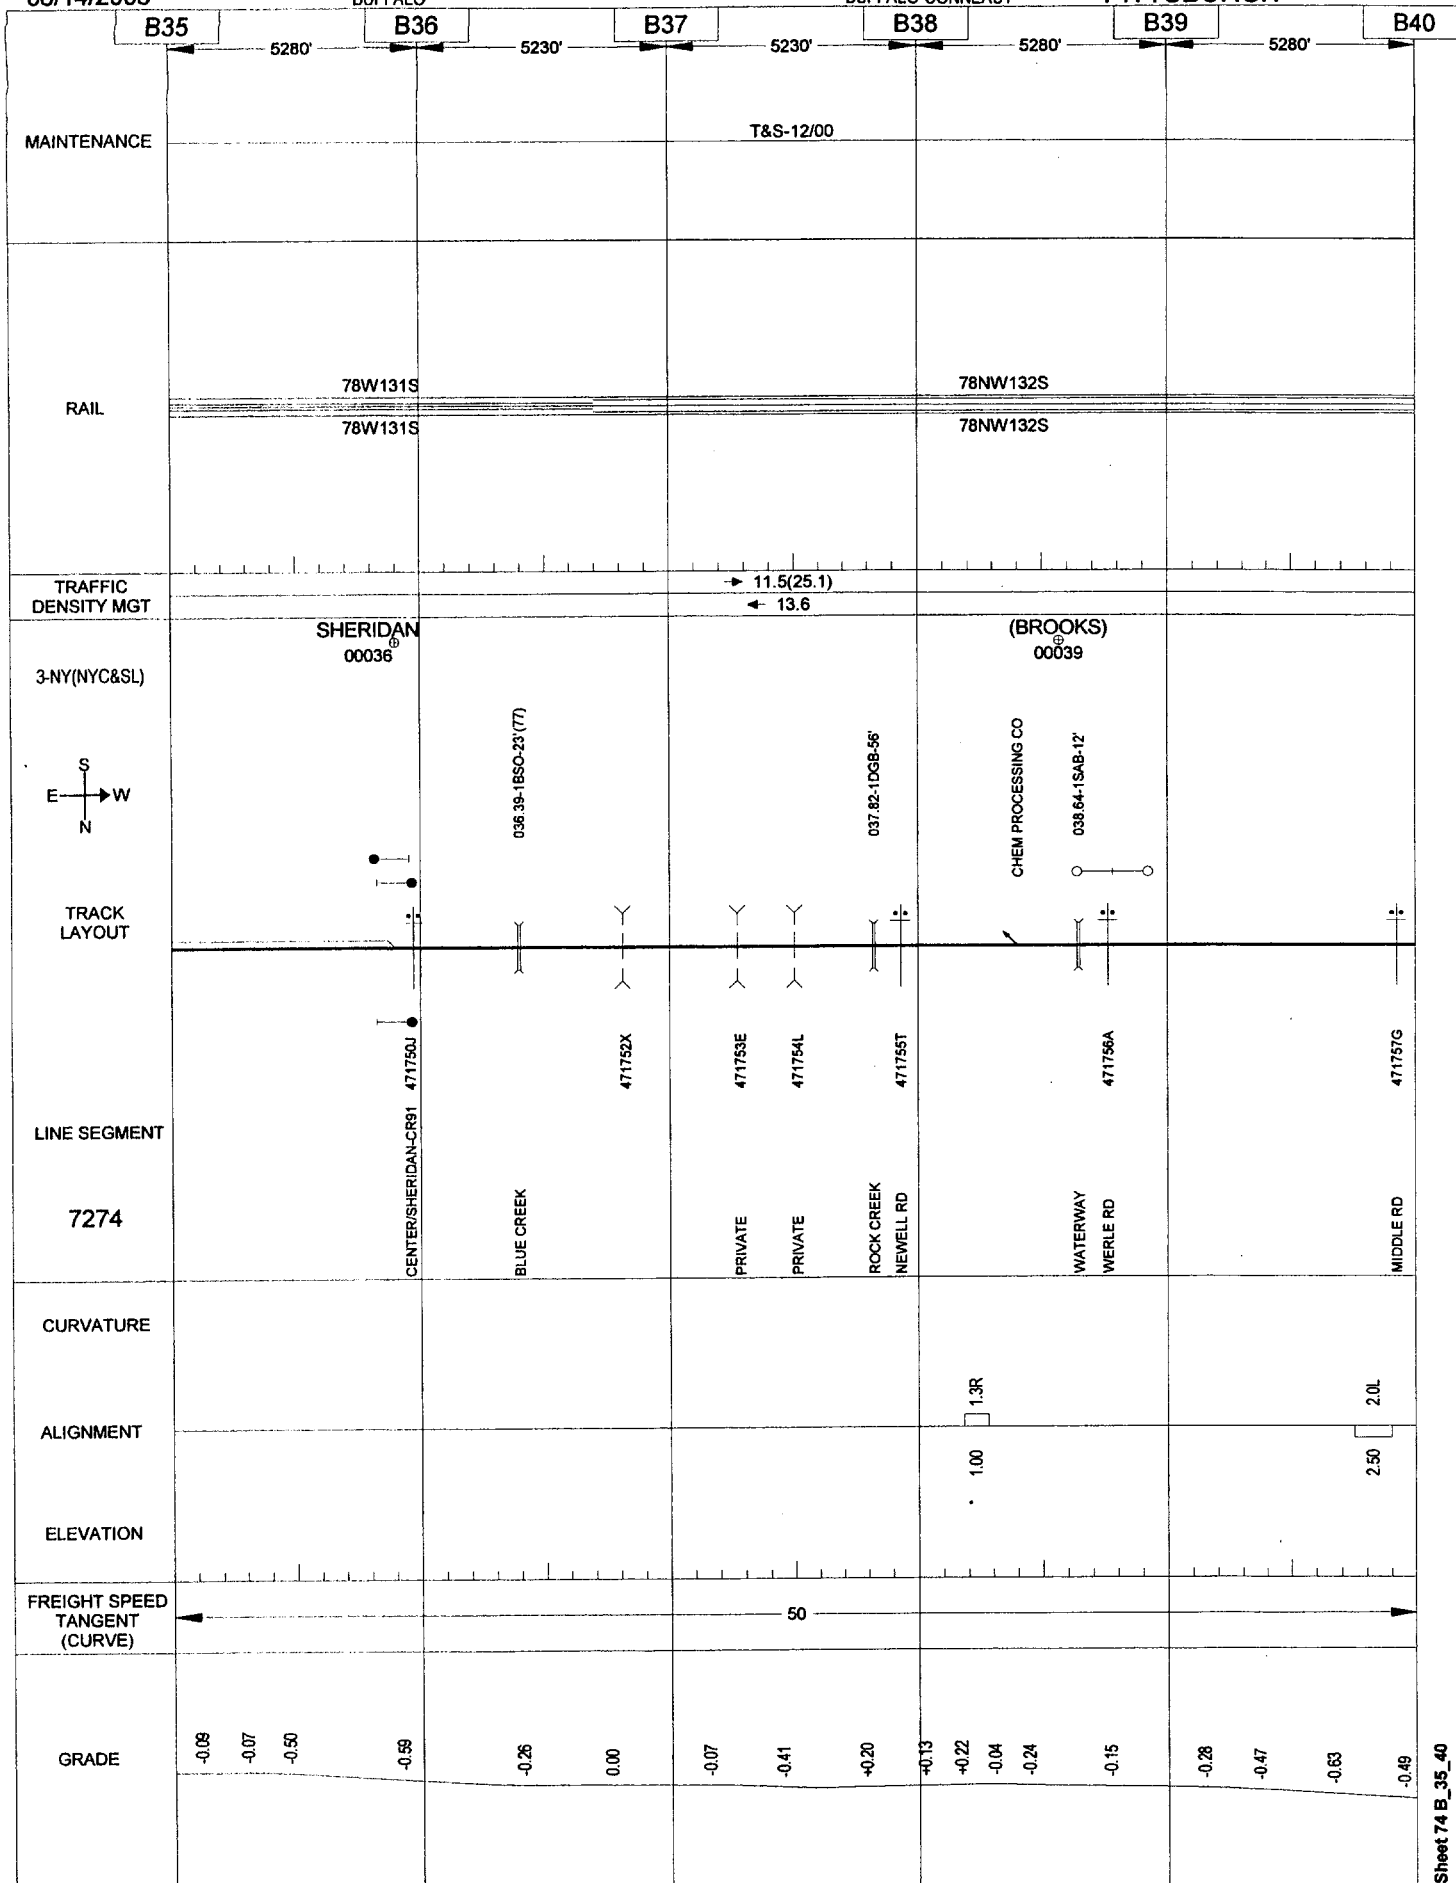 BUFFALO
B35 B36 B37 B38 B39 B40
5280' 5230' 5230' 5280' 5280'
MAINTENANCE
T&S-12/00
RAIL
78W131S 78NW132S
78W131S 78NW132S
TRAFFIC
DENSITY MGT
11.5(25.1)
13.6
3-NY(NYC&SL)
SHERIDAN
00036
(BROOKS)
00039
S
E W
N
036.39-1BSO-23'(77)
037.82-1DGB-56'
CHEM PROCESSING CO
038.64-1SAB-12'
TRACK
LAYOUT
LINE SEGMENT
7274
CENTER/SHERIDAN-CR91 471750J
BLUE CREEK
471752X
PRIVATE 471753E
PRIVATE 471754L
ROCK CREEK
NEWELL RD 471755T
WATERWAY
WERLE RD 471756A
MIDDLE RD 471757G
CURVATURE
1.3R 2.0L
ALIGNMENT
1.00 2.50
ELEVATION
FREIGHT SPEED
TANGENT
(CURVE)
50
GRADE
-0.09 -0.07 -0.50 -0.59 -0.26 0.00 -0.07 -0.41 +0.20 +0.13 +0.22 -0.04 -0.24 -0.15 -0.28 -0.47 -0.63 -0.49
Sheet 74 B_35_40